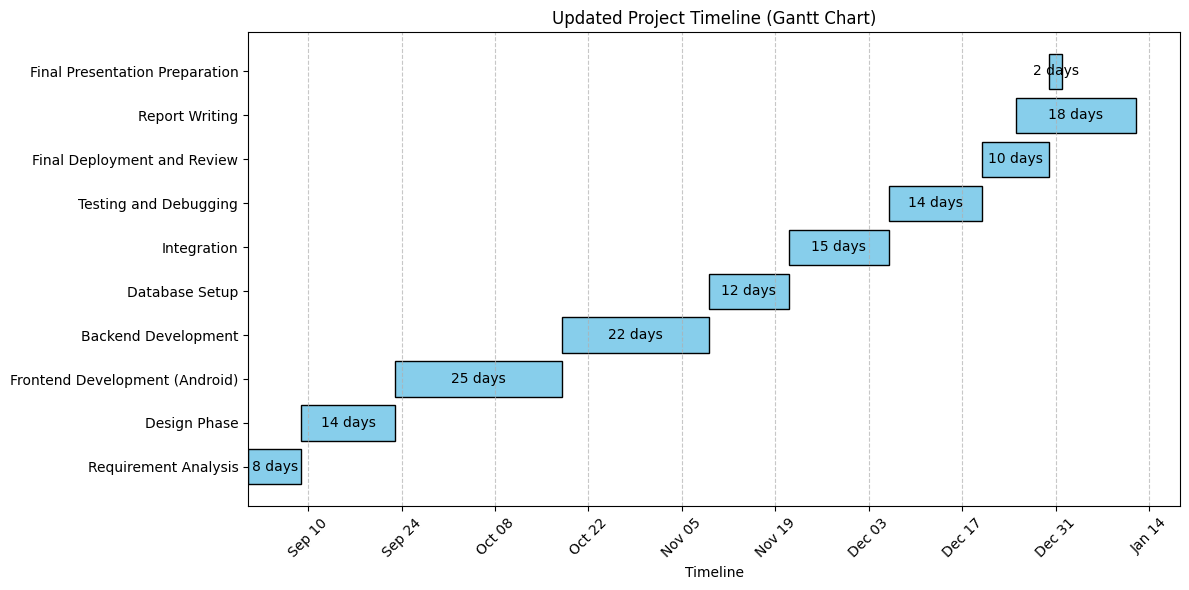 Updated Project Timeline (Gantt Chart)
Final Presentation Preparation
2 days
Report Writing
18 days
Final Deployment and Review
10 days
Testing and Debugging
14 days
Integration
15 days
Database Setup
12 days
Backend Development
22 days
Frontend Development (Android)
25 days
Design Phase
14 days
Requirement Analysis
8 days
Sep 10
Sep 24
Oct 08
Oct 22
Nov 05
Nov 19
Dec 03
Dec 17
Dec 31
Jan 14
Timeline